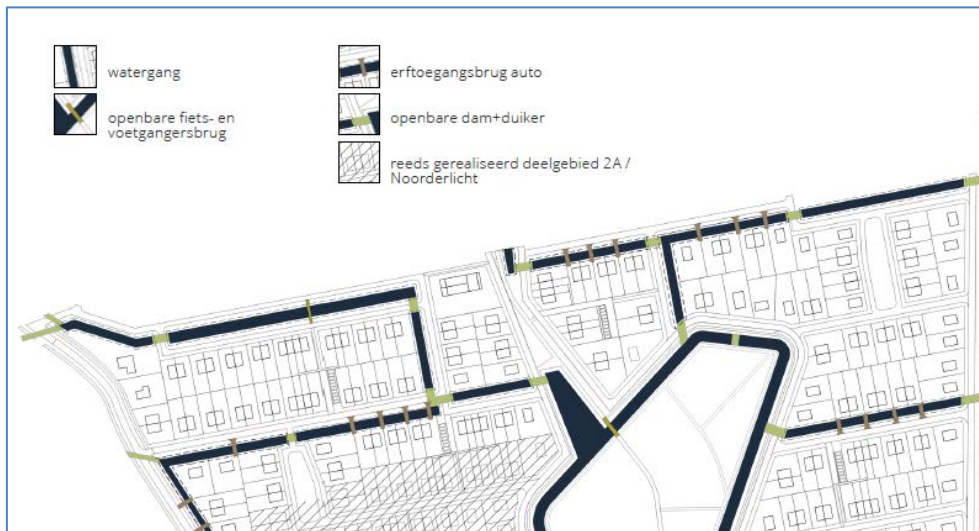 watergang
openbare fiets- en
voetgangersbrug
erftoegangsbrug auto
openbare dam+duiker
reeds gerealiseerd deelgebied 2A /
Noorderlicht